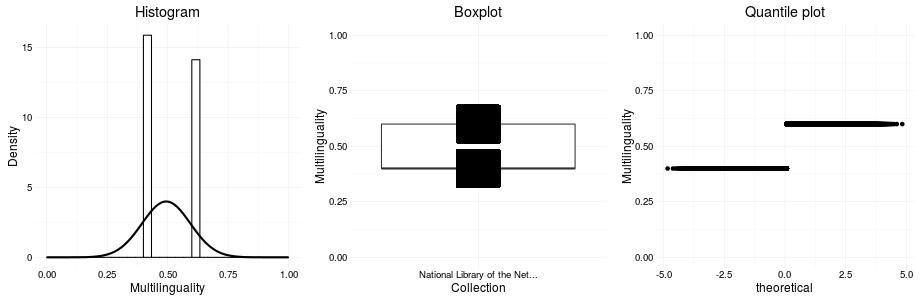 Histogram
Density
15
10
5
0
0.00 0.25 0.50 0.75 1.00
Multilinguality
Boxplot
Multilinguality
1.00
0.75
0.50
0.25
0.00
National Library of the Net...
Collection
Quantile plot
Multilinguality
1.00
0.75
0.50
0.25
0.00
-5.0 -2.5 0.0 2.5 5.0
theoretical